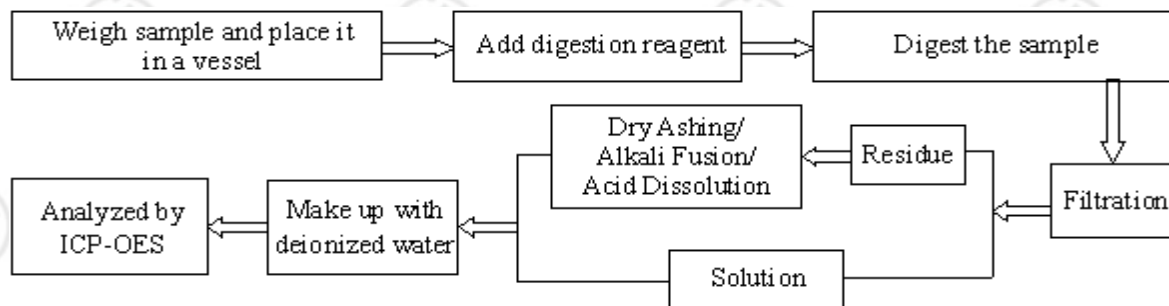 Weigh sample and place it
in a vessel
Add digestion reagent
Digest the sample
Filtration
Residue
Dry Ashing/
Alkali Fusion/
Acid Dissolution
Solution
Make up with
deionized water
Analyzed by
ICP-OES